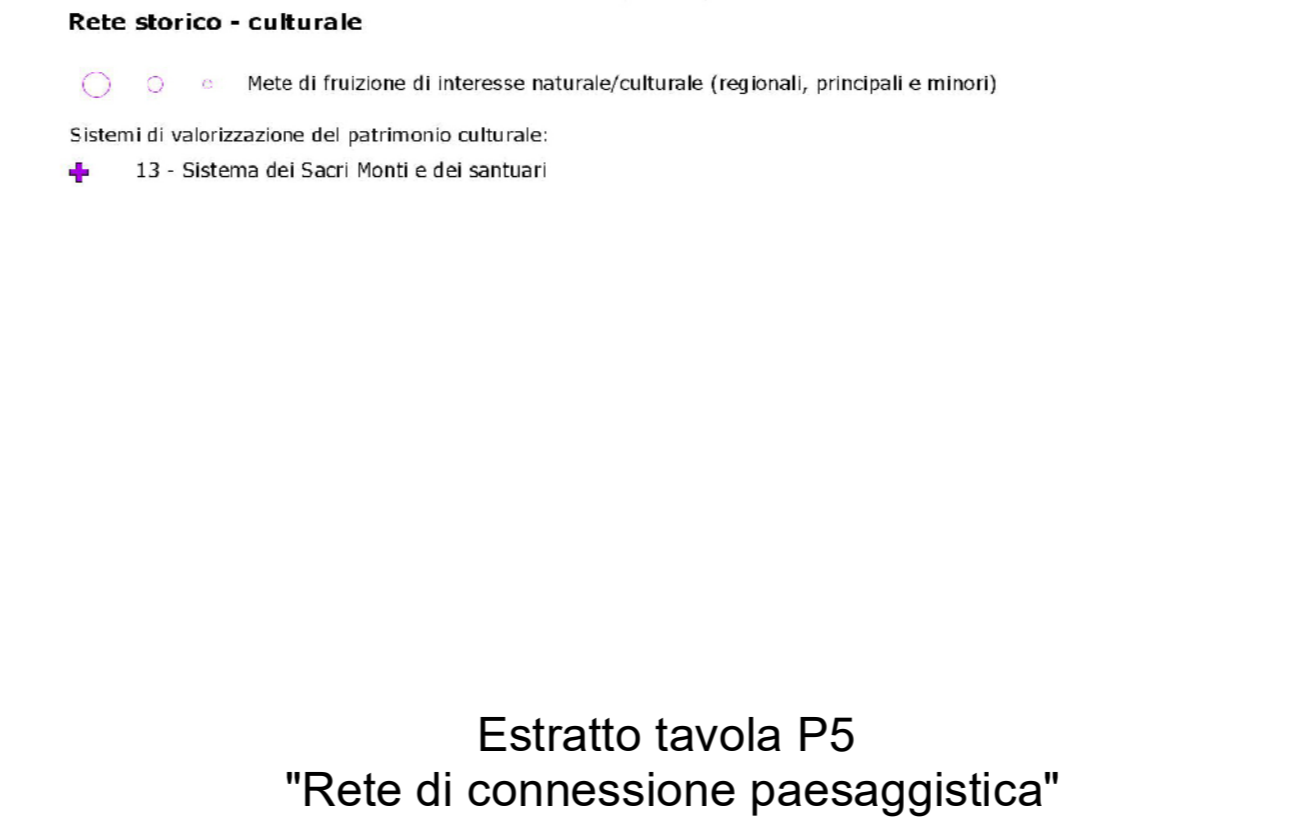 Rete storico - culturale
Mete di fruizione di interesse naturale/culturale (regionali, principali e minori)
Sistemi di valorizzazione del patrimonio culturale:
13 - Sistema dei Sacri Monti e dei santuari
Estratto tavola P5
"Rete di connessione paesaggistica"